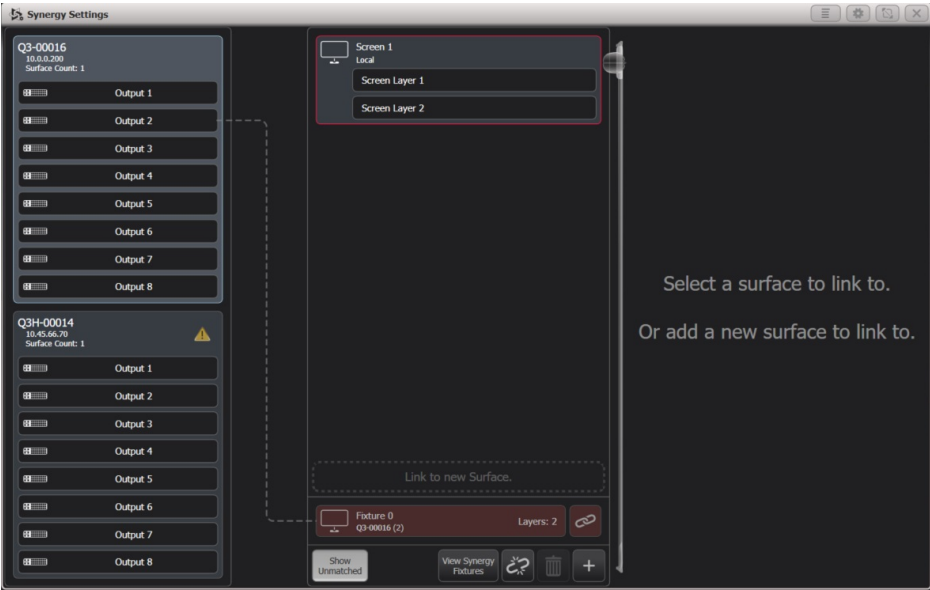 Synergy Settings
Q3-00016
10.0.0.200
Surface Count: 1
Output 1
Output 2
Output 3
Output 4
Output 5
Output 6
Output 7
Output 8
Q3H-00014
10.45.66.70
Surface Count: 1
Output 1
Output 2
Output 3
Output 4
Output 5
Output 6
Output 7
Output 8
Screen 1
Local
Screen Layer 1
Screen Layer 2
Link to new Surface.
Fixture 0
Q3-00016 (2)
Layers: 2
Show
Unmatched
View Synergy
Fixtures
Select a surface to link to.
Or add a new surface to link to.